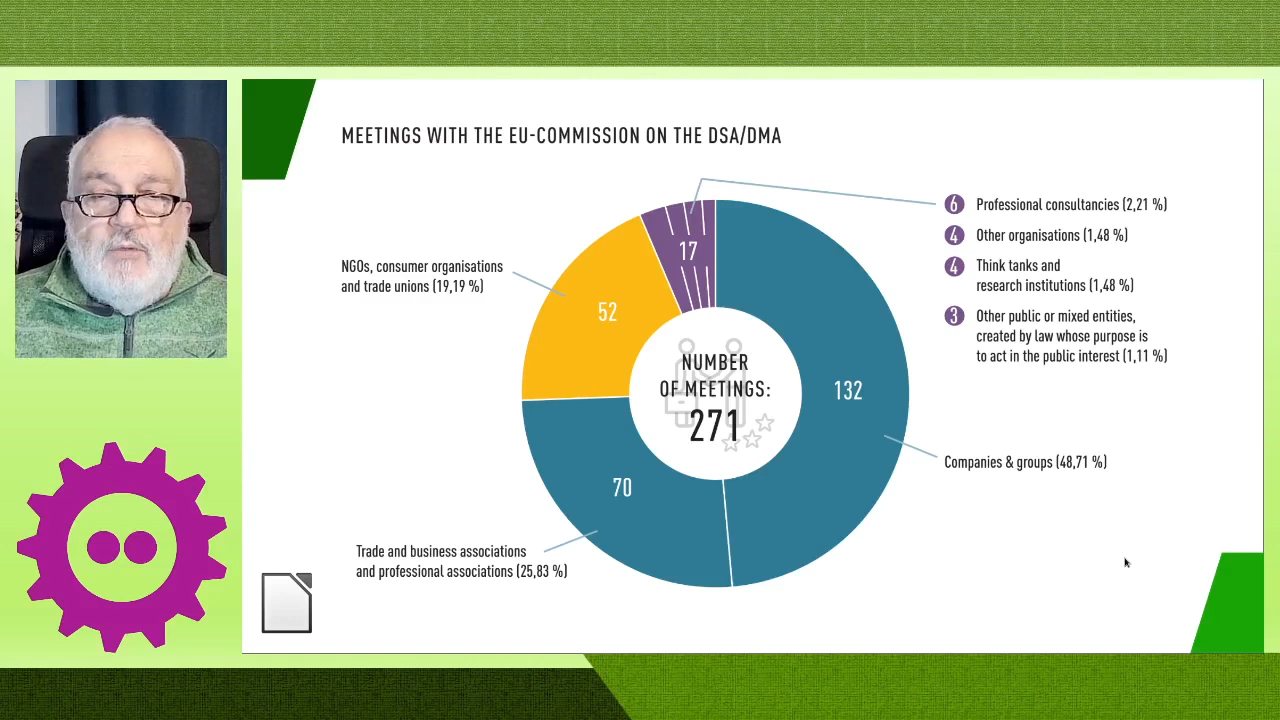 MEETINGS WITH THE EU-COMMISSION ON THE DSA/DMA
6 Professional consultancies (2,21 %)
4 Other organisations (1,48 %)
4 Think tanks and
research institutions (1,48 %)
3 Other public or mixed entities,
created by law whose purpose is
to act in the public interest (1,11 %)
17
NGOs, consumer organisations
and trade unions (19,19 %)
52
NUMBER
OF MEETINGS:
271
132
Companies & groups (48,71 %)
70
Trade and business associations
and professional associations (25,83 %)